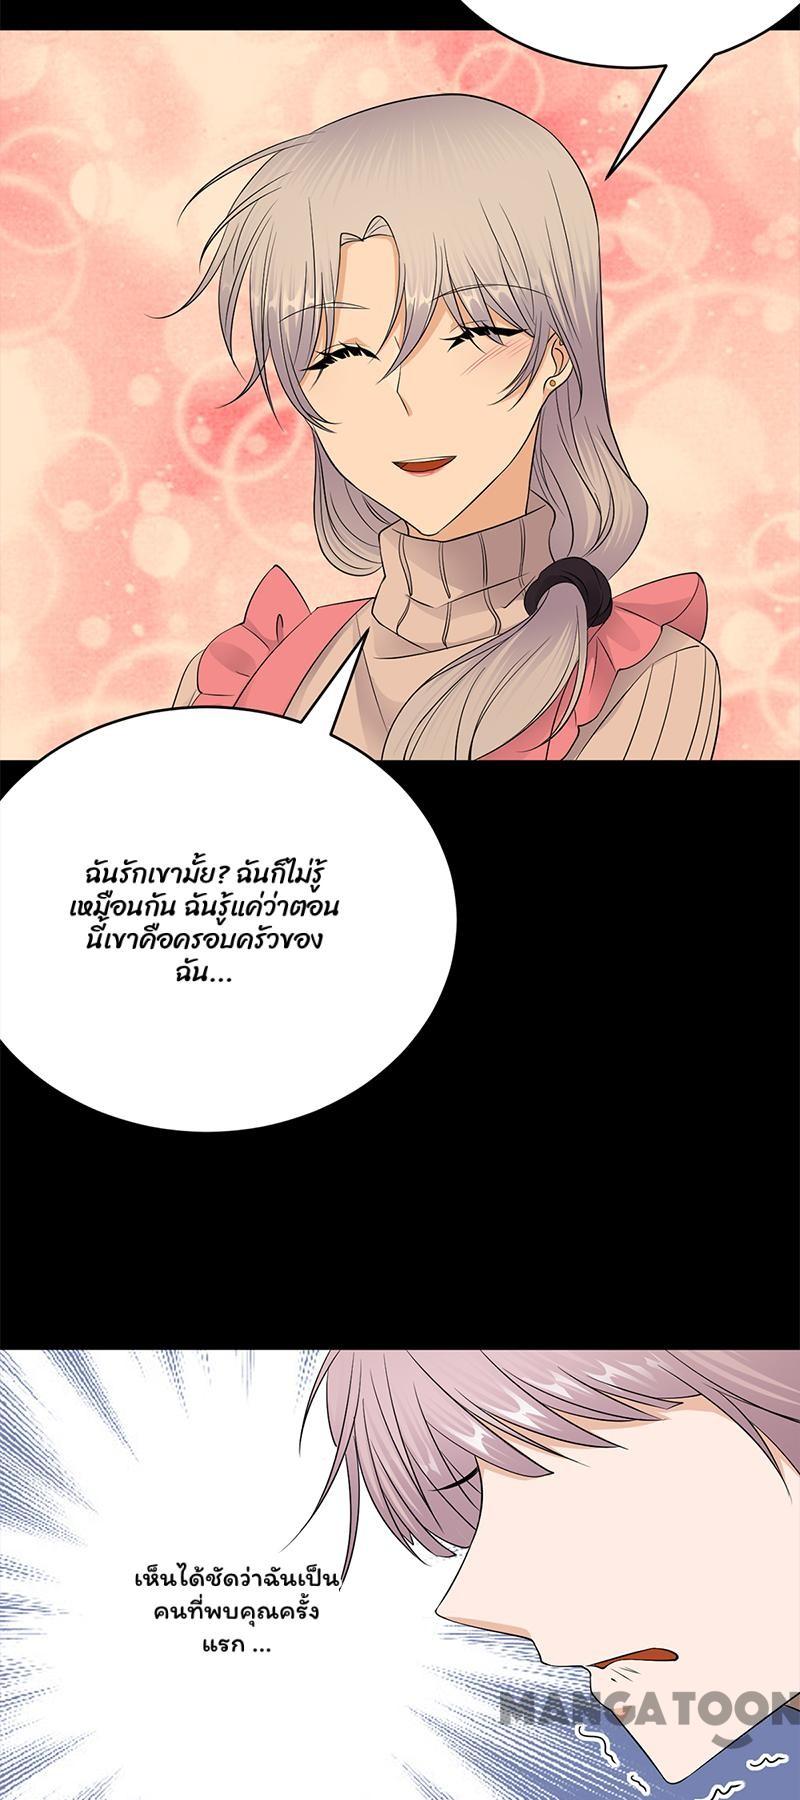 ฉันรักเขามั้ย? ฉันก็ไม่รู้
เหมือนกัน ฉันรู้แค่ว่าตอน
นี้เขาคือครอบครัวของ
ฉัน...
เห็นได้ชัดว่าฉันเป็น
คนที่พบคุณครั้ง
แรก ...
MANGATOON